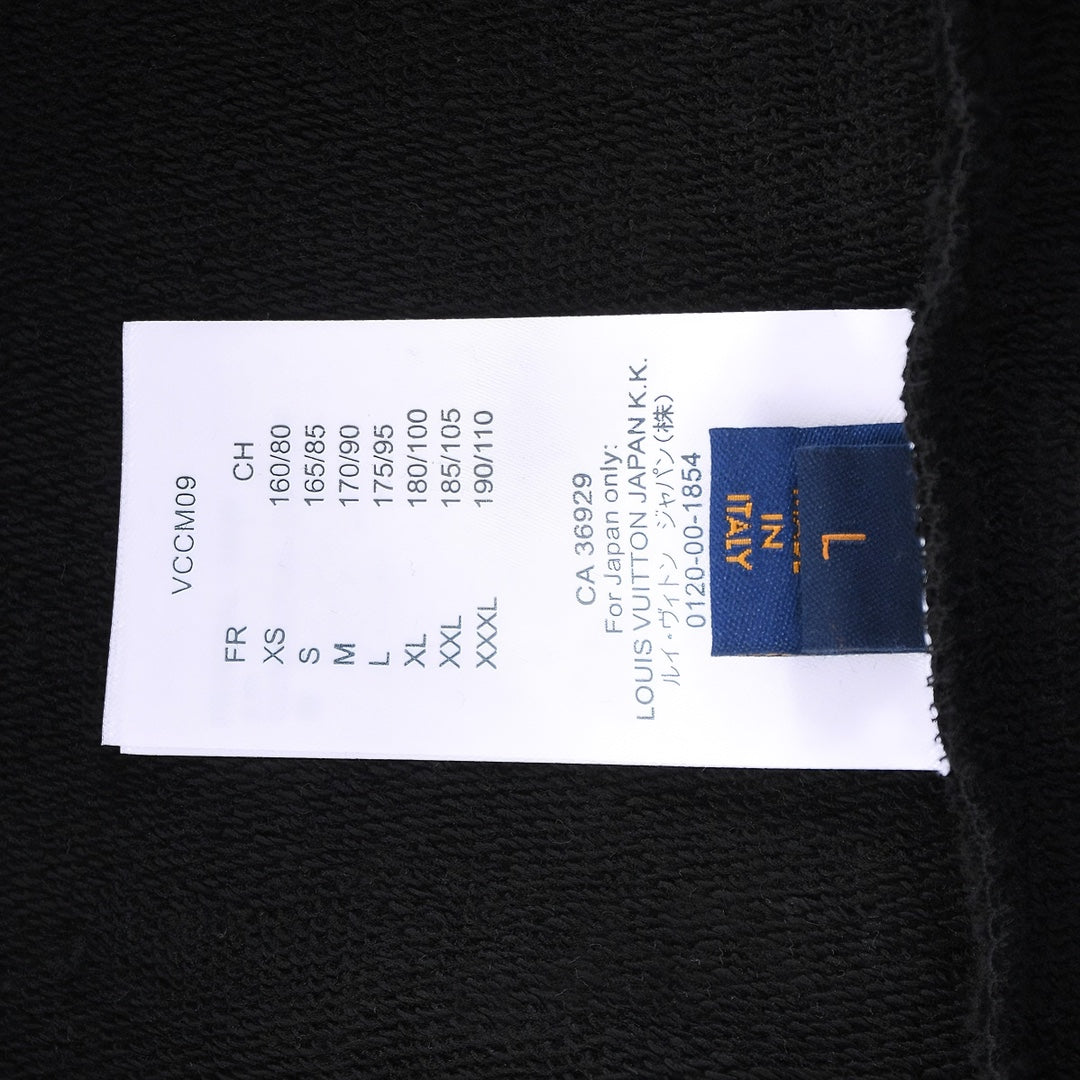 VCCM09
FR CH
XS 160/80
S 165/85
M 170/90
L 175/95
XL 180/100
XXL 185/105
XXXL 190/110
CA 36929
For Japan only:
LOUIS VUITTON JAPAN K.K.
ルイ・ヴィトン ジャパン(株)
0120-00-1854
L
IN
ITALY